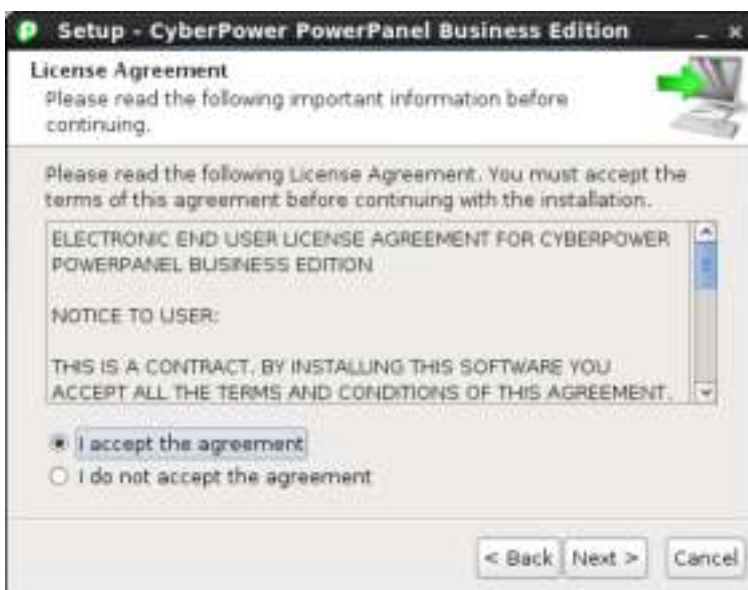 Setup - CyberPower PowerPanel Business Edition
License Agreement
Please read the following important information before
continuing.
Please read the following License Agreement. You must accept the
terms of this agreement before continuing with the installation.
ELECTRONIC END USER LICENSE AGREEMENT FOR CYBERPOWER
POWERPANEL BUSINESS EDITION
NOTICE TO USER:
THIS IS A CONTRACT. BY INSTALLING THIS SOFTWARE YOU
ACCEPT ALL THE TERMS AND CONDITIONS OF THIS AGREEMENT.
I accept the agreement
I do not accept the agreement
< Back Next > Cancel